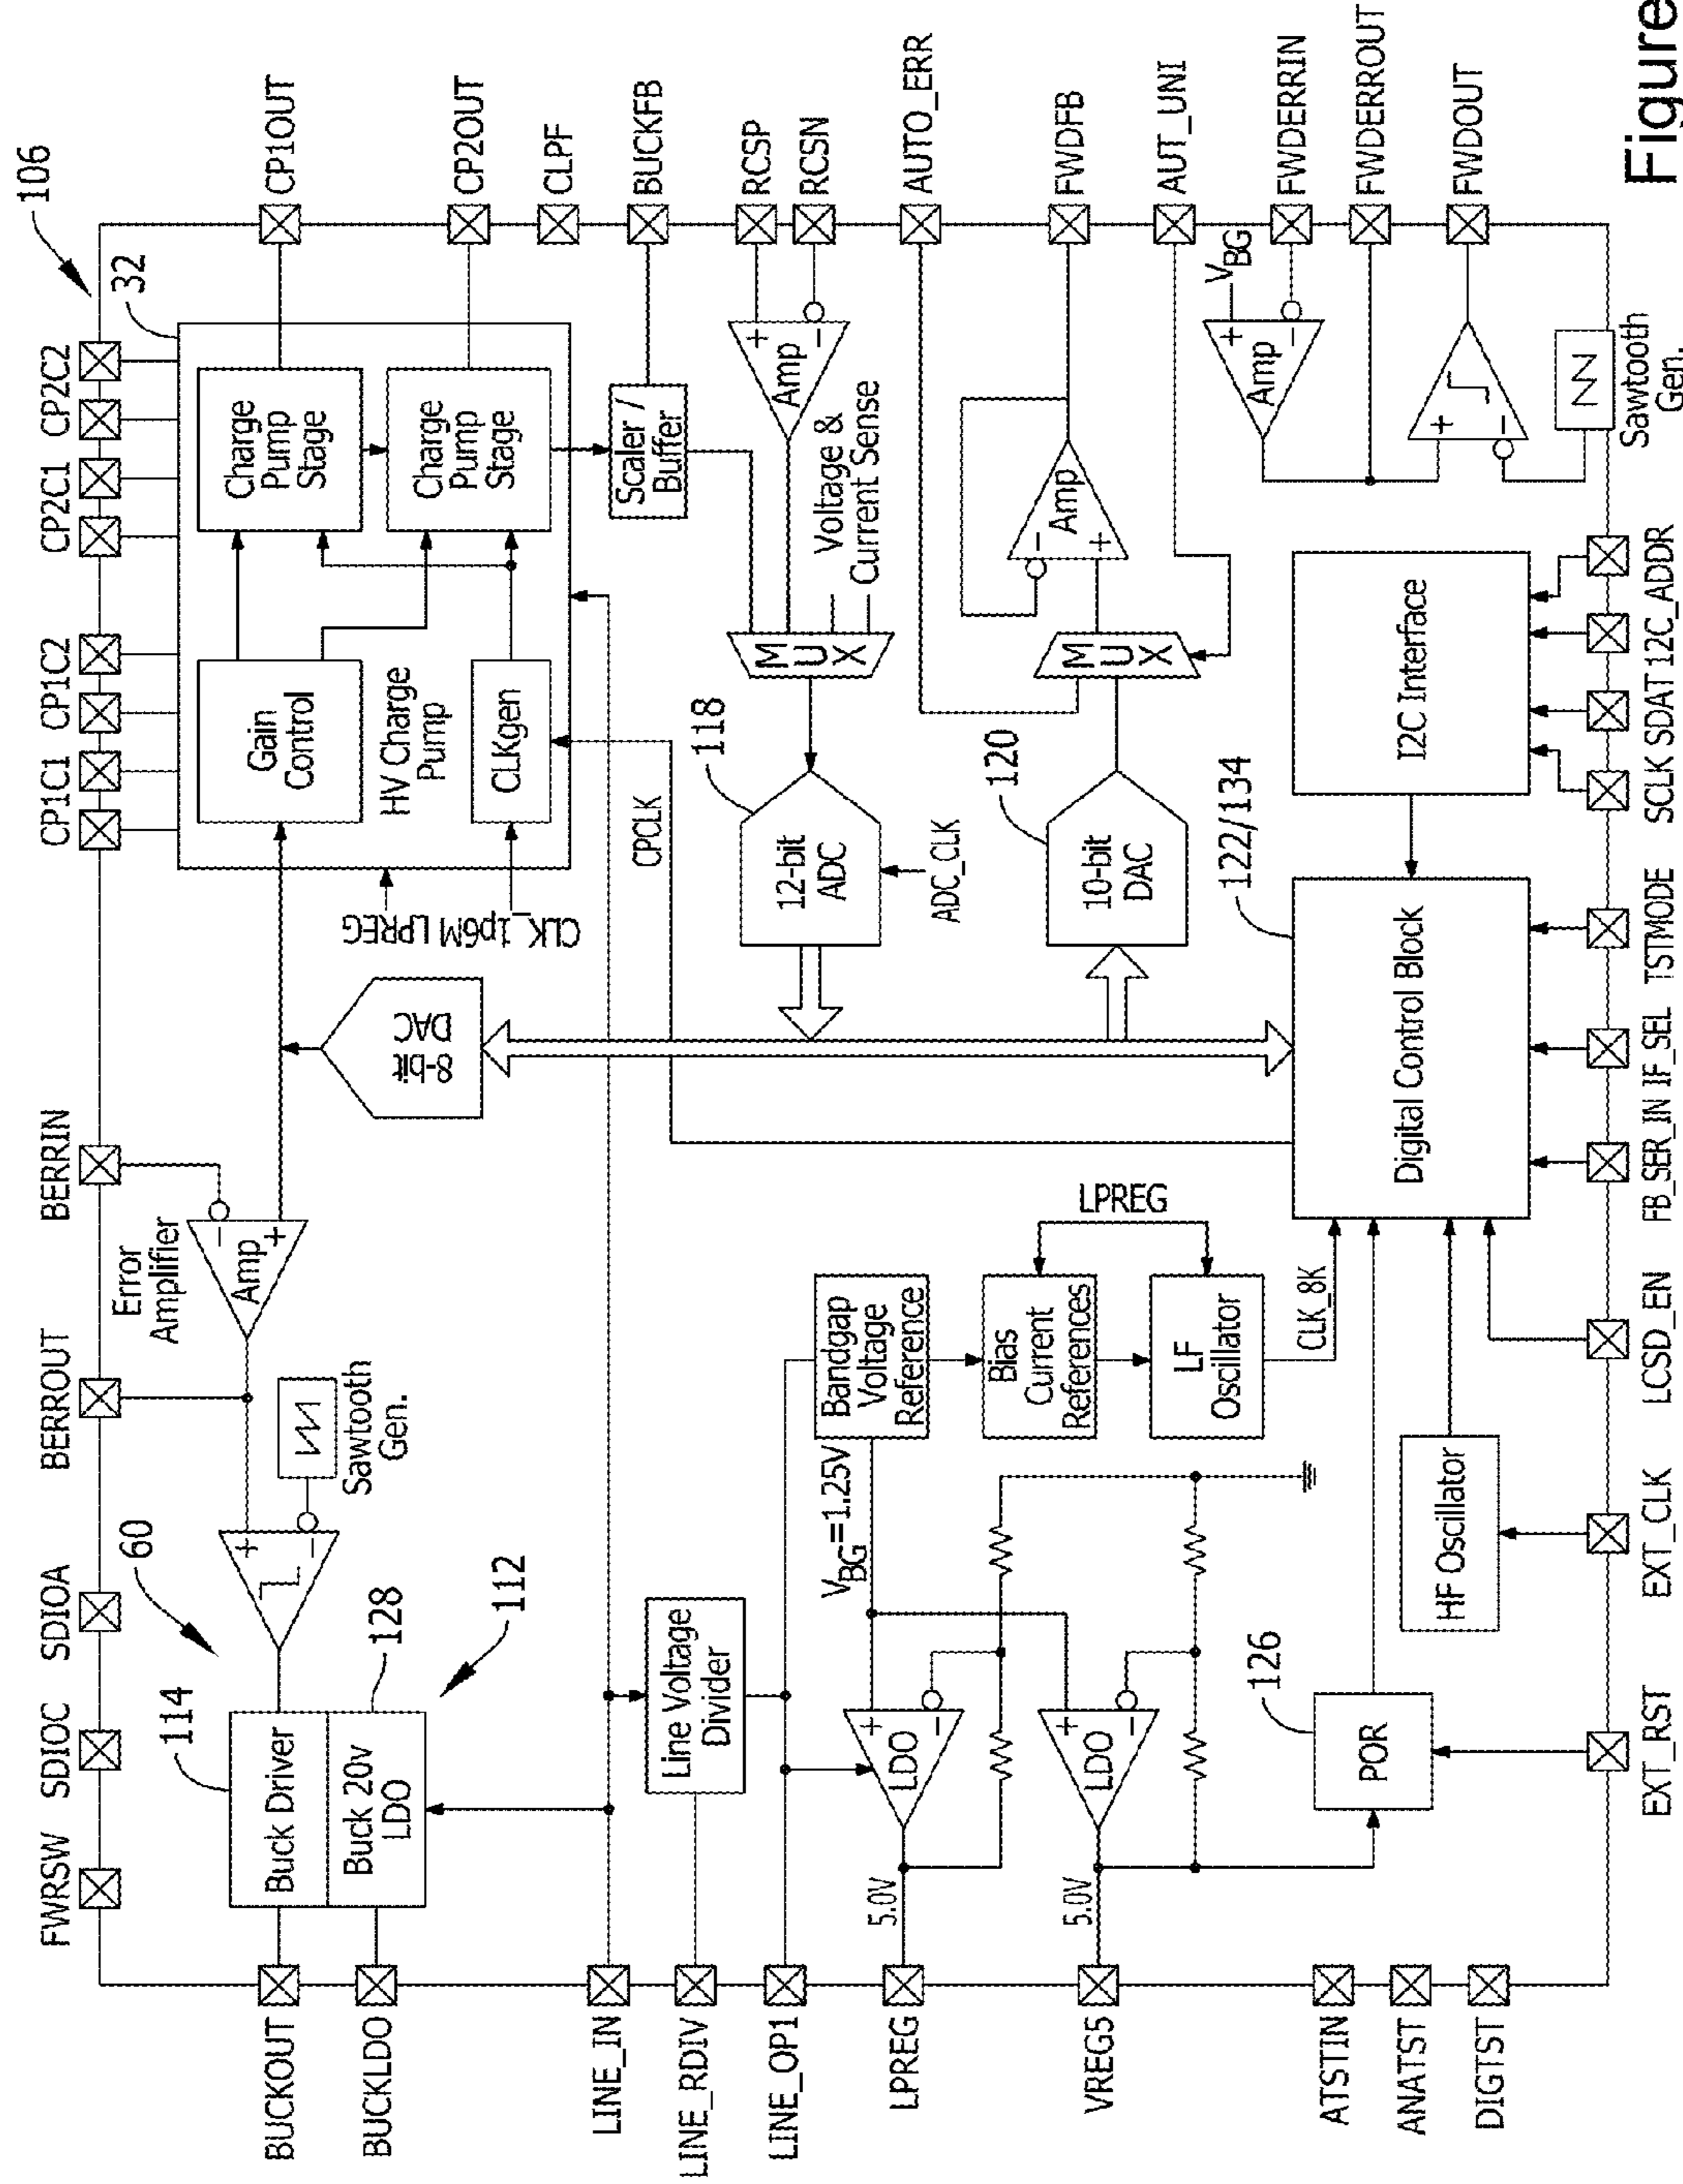 FWRSW
SDIOC
SDIOA
BERROUT
BERRIN
CP1C1
CP1C2
CP2C1
CP2C2
106
60
114
128
112
32
Buck Driver
Buck 20v
LDO
+
−
Sawtooth
Gen.
Error
Amplifier
Amp
−
+
8-bit
DAC
LPREG
CLK_1p6M
Gain
Control
HV Charge
Pump
CLKgen
Charge
Pump
Stage
Charge
Pump
Stage
CP1OUT
CP2OUT
CLPF
BUCKFB
RCSP
RCSN
AUTO_ERR
FWDFB
AUT_UNI
FWDERRIN
FWDERROUT
FWDOUT
BUCKOUT
BUCKLDO
LINE_IN
LINE_RDIV
LINE_OP1
LPREG
VREG5
ATSTIN
ANATST
DIGTST
Line Voltage
Divider
CPCLK
Scaler /
Buffer
Amp
+
−
Voltage &
Current Sense
MUX
118
12-bit
ADC
ADC_CLK
120
10-bit
DAC
MUX
Amp
−
+
VBG
+
−
Amp
+
−
Sawtooth
Gen.
VBG=1.25V
Bandgap
Voltage
Reference
Bias
Current
References
LF
Oscillator
LPREG
CLK_8K
5.0V
LDO
+
−
5.0V
LDO
+
−
126
POR
HF Oscillator
122/134
Digital Control Block
I2C Interface
EXT_RST
EXT_CLK
LCSD_EN
FB_SER_IN
IF_SEL
TSTMODE
SCLK
SDAT
12C_ADDR
Figure